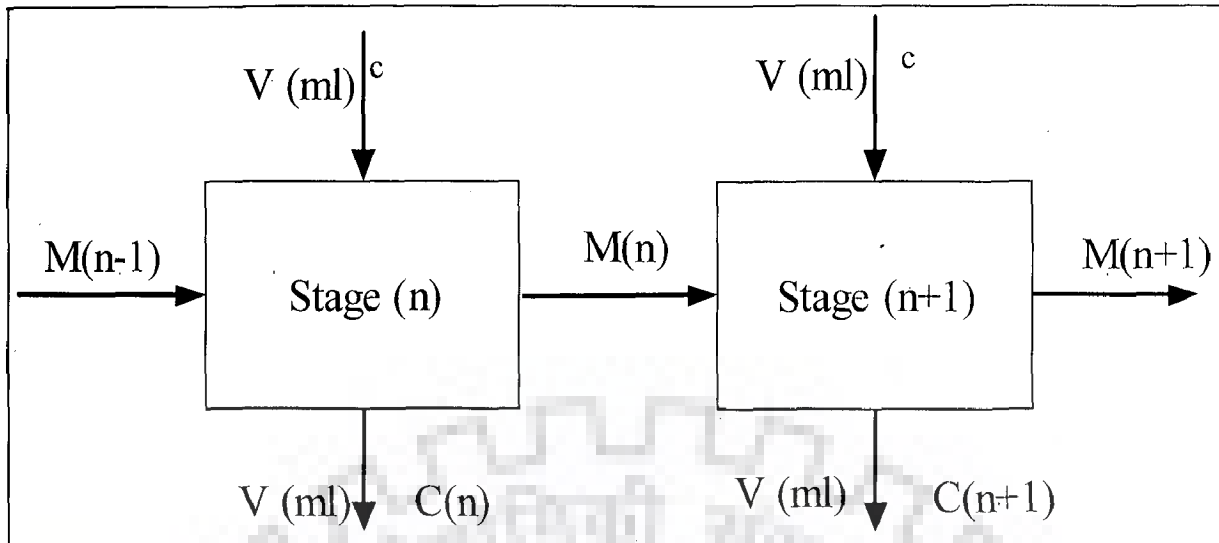 V (ml) c
V (ml) c
M(n-1)
Stage (n)
M(n)
Stage (n+1)
M(n+1)
V (ml)
C(n)
V (ml)
C(n+1)